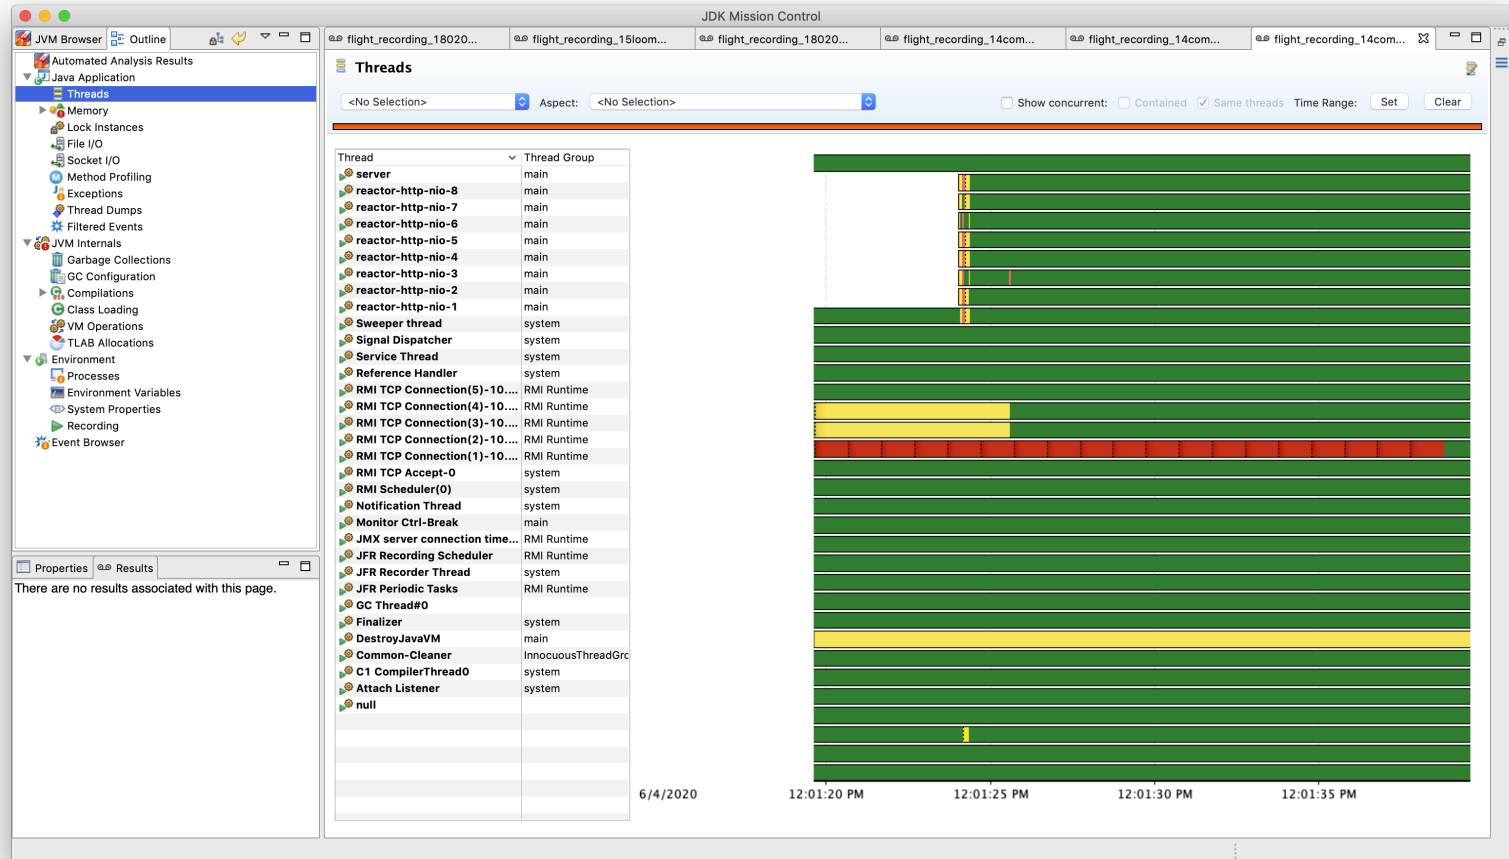 JDK Mission Control
JVM Browser
Outline
flight_recording_18020...
flight_recording_15loom...
flight_recording_18020...
flight_recording_14com...
flight_recording_14com...
flight_recording_14com...
Automated Analysis Results
Java Application
Threads
Memory
Lock Instances
File I/O
Socket I/O
Method Profiling
Exceptions
Thread Dumps
Filtered Events
JVM Internals
Garbage Collections
GC Configuration
Compilations
Class Loading
VM Operations
TLAB Allocations
Environment
Processes
Environment Variables
System Properties
Recording
Event Browser
Properties
Results
There are no results associated with this page.
Threads
<No Selection>
Aspect:
<No Selection>
Show concurrent:
Contained
Same threads
Time Range:
Set
Clear
Thread Thread Group
server main
reactor-http-nio-8 main
reactor-http-nio-7 main
reactor-http-nio-6 main
reactor-http-nio-5 main
reactor-http-nio-4 main
reactor-http-nio-3 main
reactor-http-nio-2 main
reactor-http-nio-1 main
Sweeper thread system
Signal Dispatcher system
Service Thread system
Reference Handler system
RMI TCP Connection(5)-10.... RMI Runtime
RMI TCP Connection(4)-10.... RMI Runtime
RMI TCP Connection(3)-10.... RMI Runtime
RMI TCP Connection(2)-10.... RMI Runtime
RMI TCP Connection(1)-10.... RMI Runtime
RMI TCP Accept-0 system
RMI Scheduler(0) system
Notification Thread system
Monitor Ctrl-Break main
JMX server connection time... RMI Runtime
JFR Recording Scheduler RMI Runtime
JFR Recorder Thread system
JFR Periodic Tasks RMI Runtime
GC Thread#0
Finalizer system
DestroyJavaVM main
Common-Cleaner InnocuousThreadGrc
C1 CompilerThread0 system
Attach Listener system
null
6/4/2020 12:01:20 PM 12:01:25 PM 12:01:30 PM 12:01:35 PM